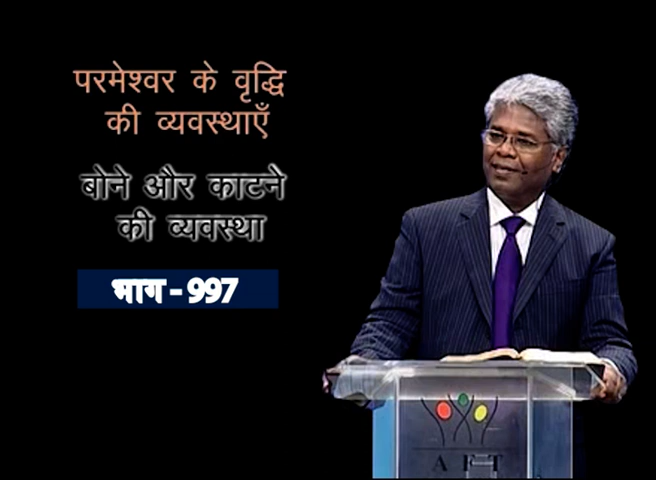 परमेश्वर के वृद्धि
की व्यवस्थाएँ
बोने और काटने
की व्यवस्था
भाग - 997
A F T